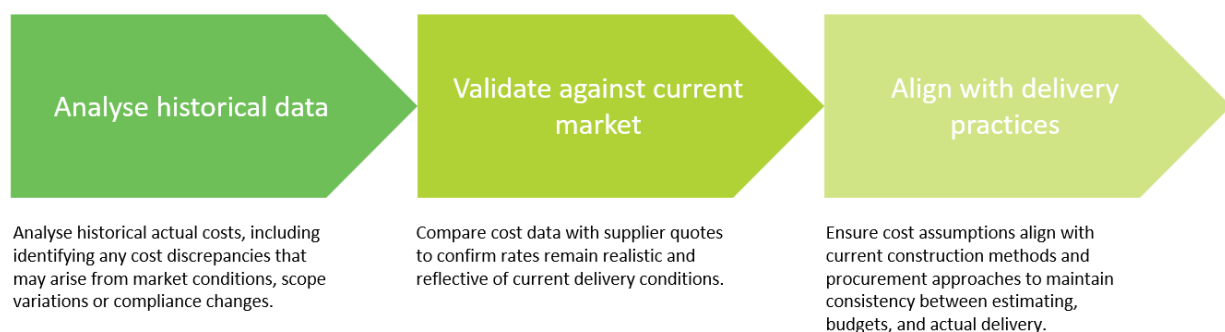 Analyse historical data
Validate against current
market
Align with delivery
practices
Analyse historical actual costs, including
identifying any cost discrepancies that
may arise from market conditions, scope
variations or compliance changes.
Compare cost data with supplier quotes
to confirm rates remain realistic and
reflective of current delivery conditions.
Ensure cost assumptions align with
current construction methods and
procurement approaches to maintain
consistency between estimating,
budgets, and actual delivery.